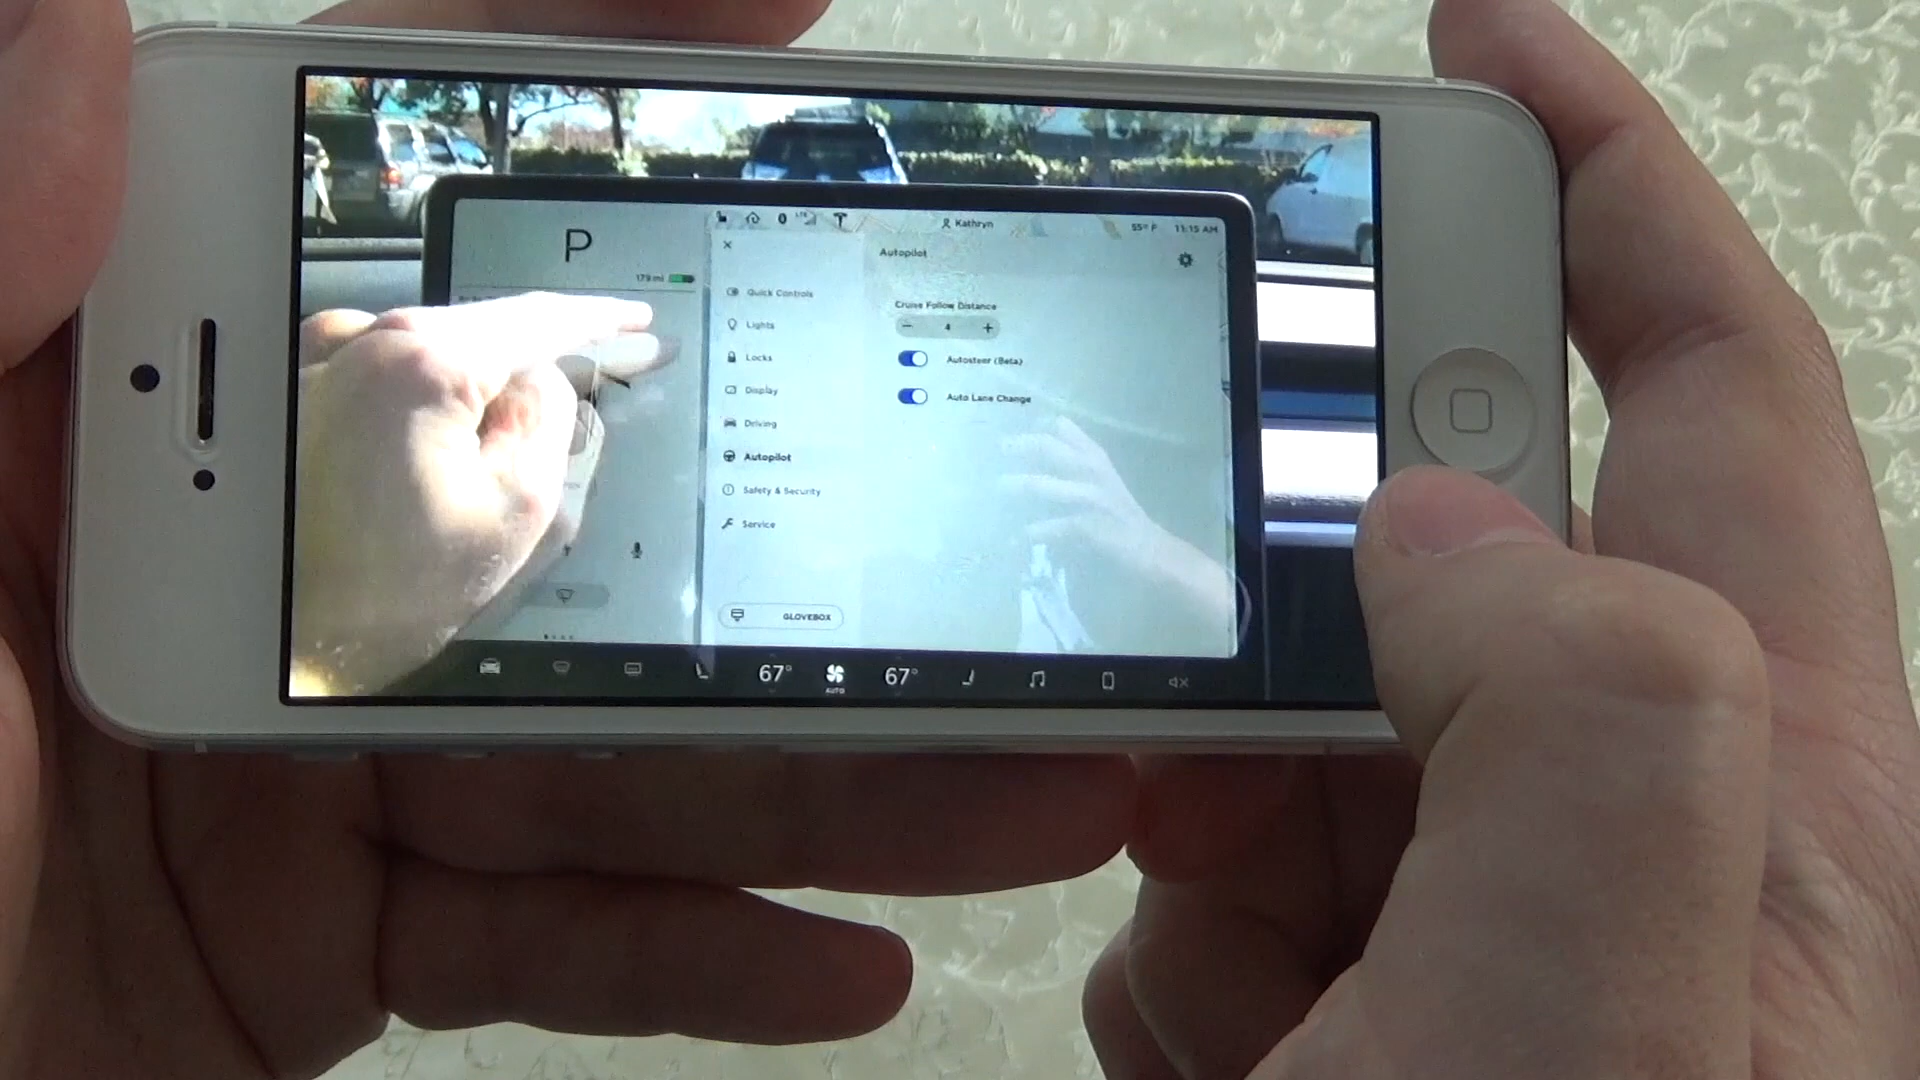 P
179 mi
LTE
Kathryn
55° F 11:15 AM
Autopilot
Quick Controls
Lights
Locks
Display
Driving
Autopilot
Safety & Security
Service
GLOVEBOX
Cruise Follow Distance
− 4 +
Autosteer (Beta)
Auto Lane Change
67°
AUTO
67°